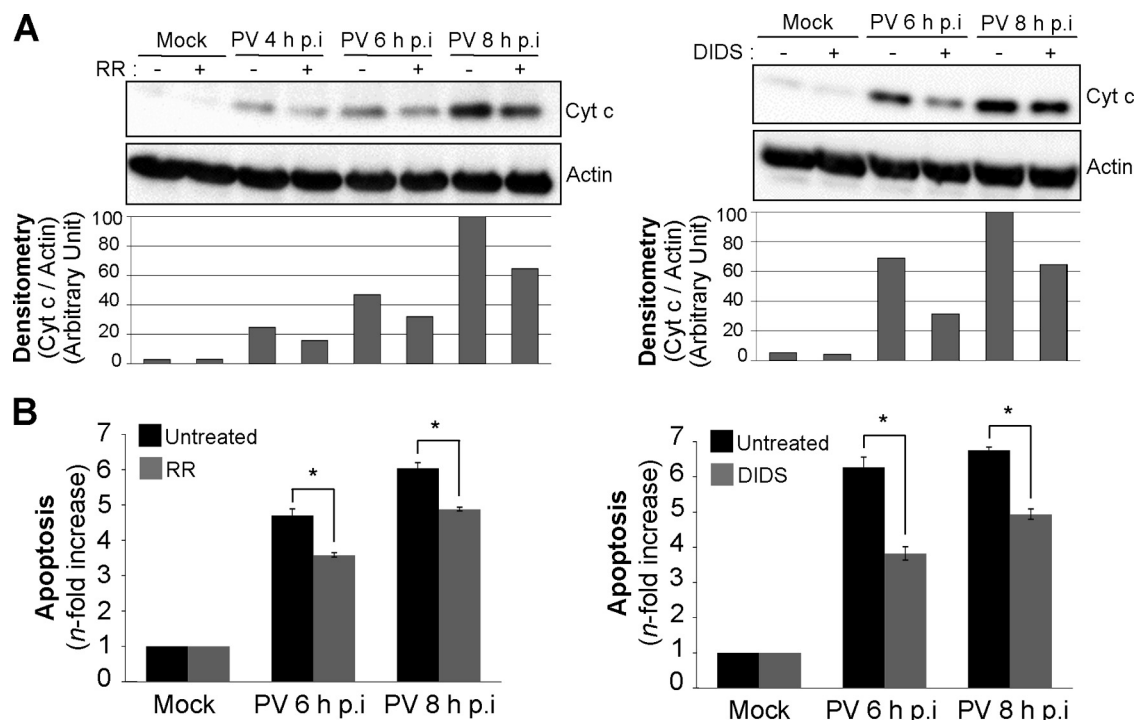 A
Mock PV 4 h p.i PV 6 h p.i PV 8 h p.i
RR : - + - + - + - +
Cyt c
Actin
Densitometry
(Cyt c / Actin)
(Arbitrary Unit)
100
80
60
40
20
0
Mock PV 6 h p.i PV 8 h p.i
DIDS : - + - + - +
Cyt c
Actin
Densitometry
(Cyt c / Actin)
(Arbitrary Unit)
100
80
60
40
20
0
B
Apoptosis
(n-fold increase)
7
6
5
4
3
2
1
0
Untreated
RR
*
*
Mock PV 6 h p.i PV 8 h p.i
Apoptosis
(n-fold increase)
7
6
5
4
3
2
1
0
Untreated
DIDS
*
*
Mock PV 6 h p.i PV 8 h p.i